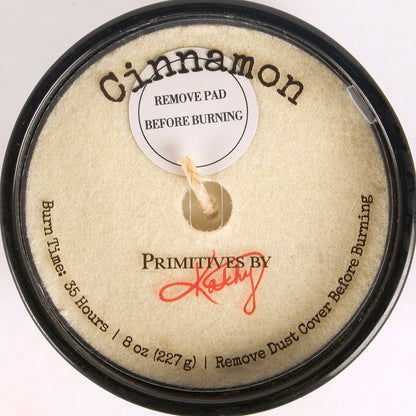 Cinnamon
REMOVE PAD
BEFORE BURNING
PRIMITIVES BY
Kathy
Burn Time: 35 Hours | 8 oz (227 g) | Remove Dust Cover Before Burning